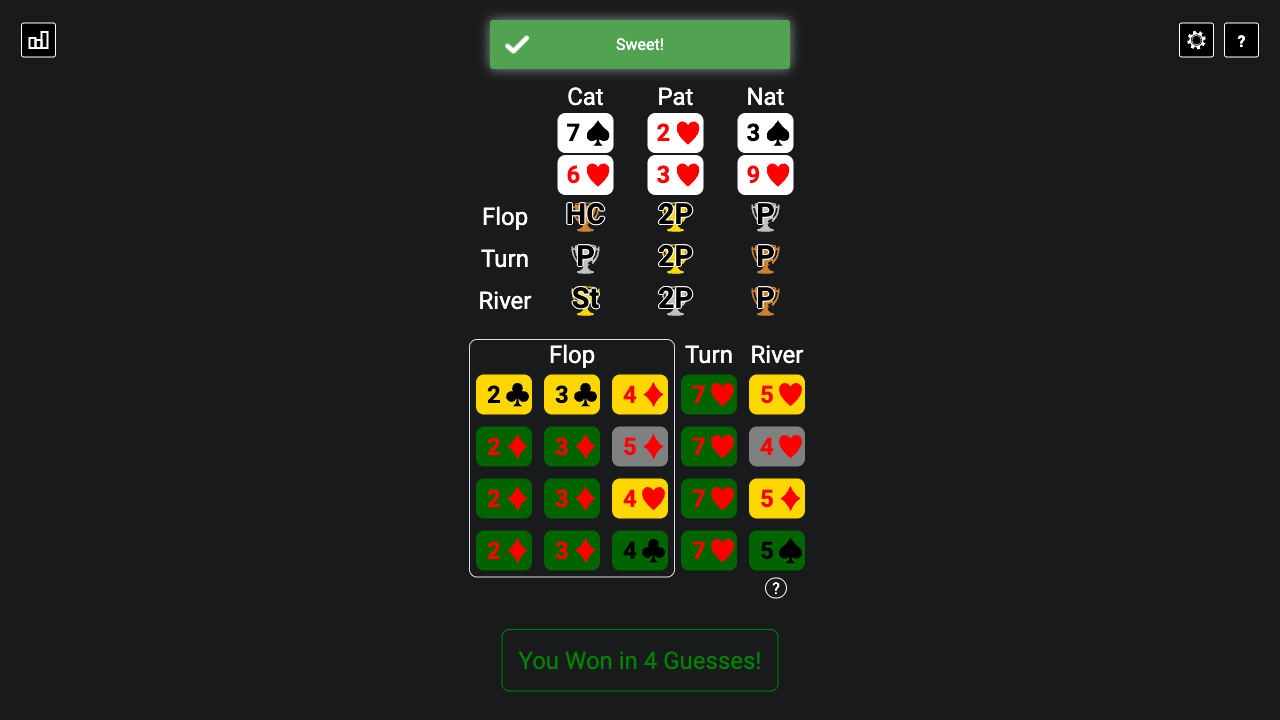 Sweet!
?
Cat Pat Nat
7♠ 2♥ 3♠
6♥ 3♥ 9♥
Flop HC 2P P
Turn P 2P P
River St 2P P
Flop Turn River
2♣ 3♣ 4♦ 7♥ 5♥
2♦ 3♦ 5♦ 7♥ 4♥
2♦ 3♦ 4♥ 7♥ 5♦
2♦ 3♦ 4♣ 7♥ 5♠
?
You Won in 4 Guesses!